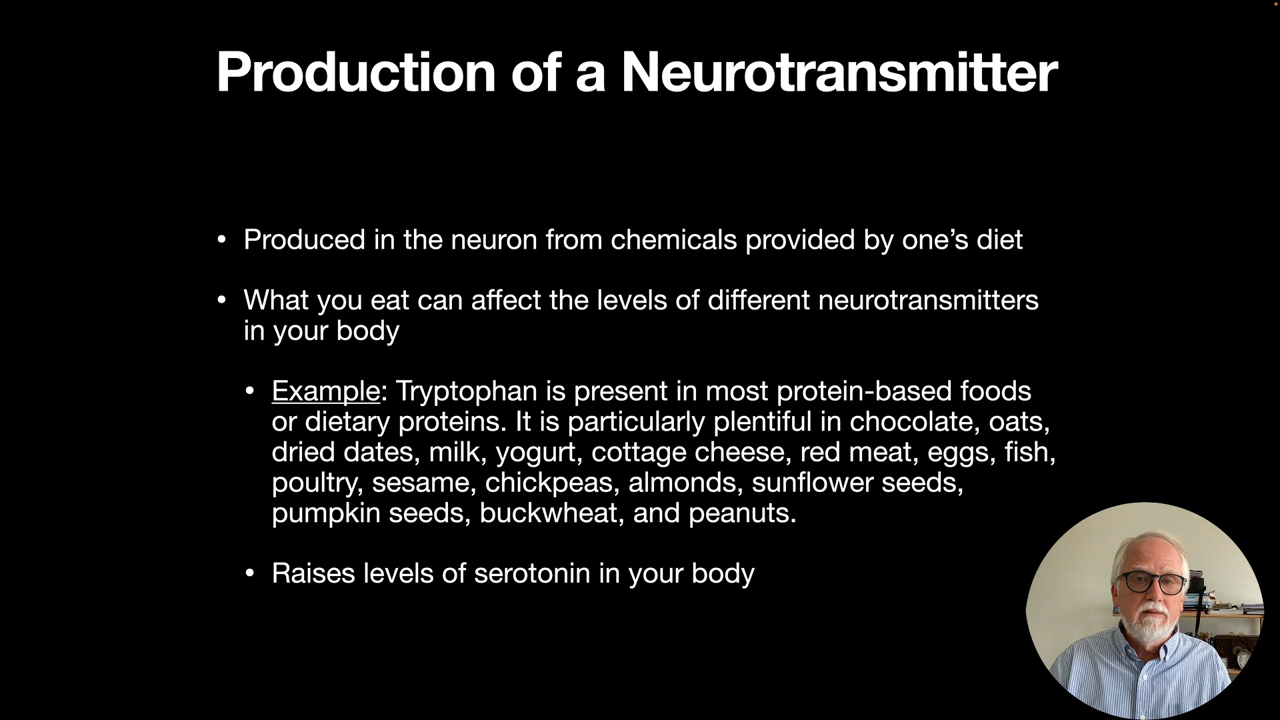 Production of a Neurotransmitter
• Produced in the neuron from chemicals provided by one’s diet
• What you eat can affect the levels of different neurotransmitters
in your body
• Example: Tryptophan is present in most protein-based foods
or dietary proteins. It is particularly plentiful in chocolate, oats,
dried dates, milk, yogurt, cottage cheese, red meat, eggs, fish,
poultry, sesame, chickpeas, almonds, sunflower seeds,
pumpkin seeds, buckwheat, and peanuts.
• Raises levels of serotonin in your body